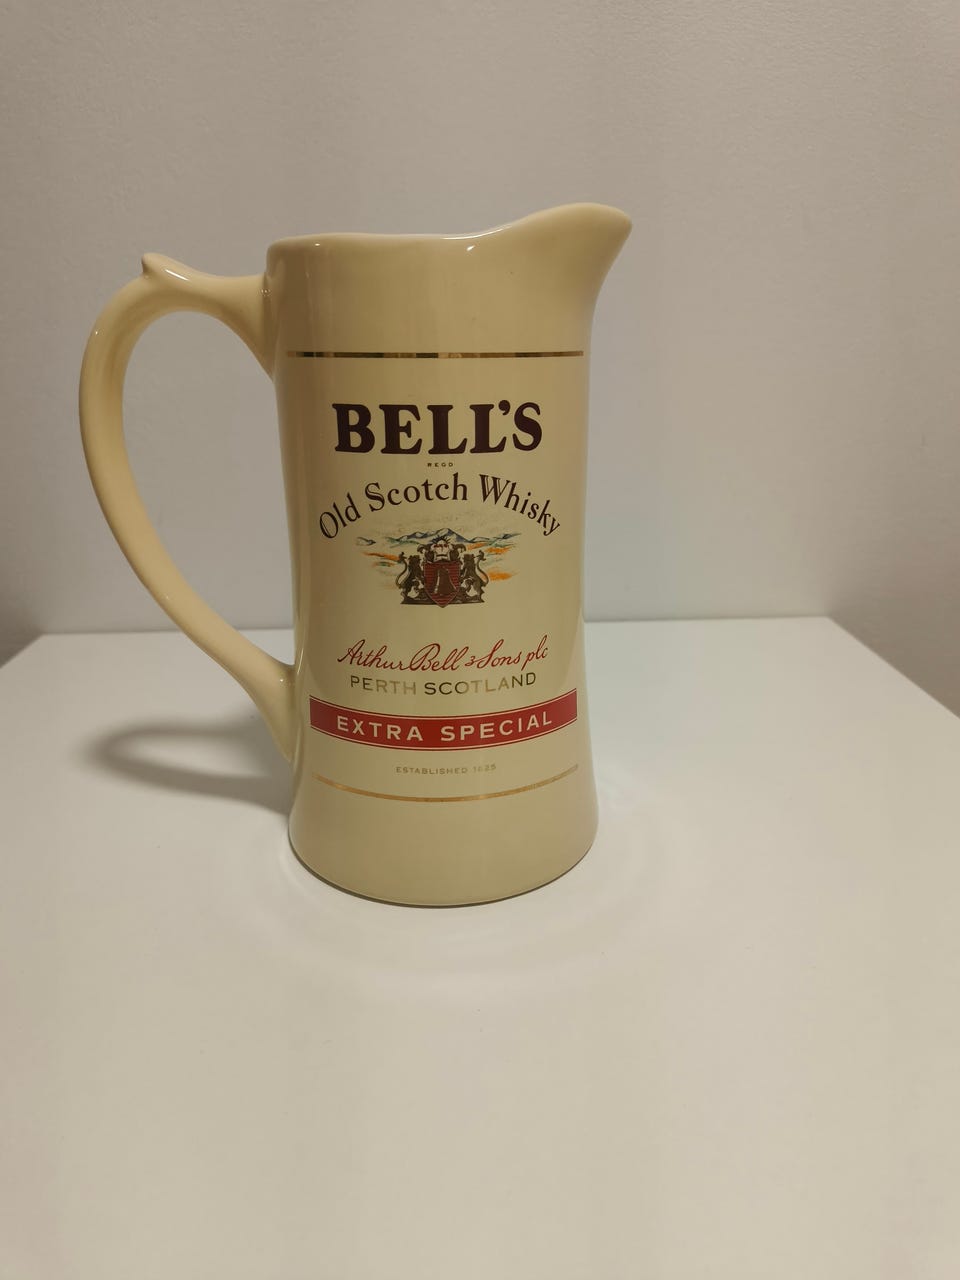 BELL'S
REGD
Old Scotch Whisky
Arthur Bell & Sons plc
PERTH SCOTLAND
EXTRA SPECIAL
ESTABLISHED 1825